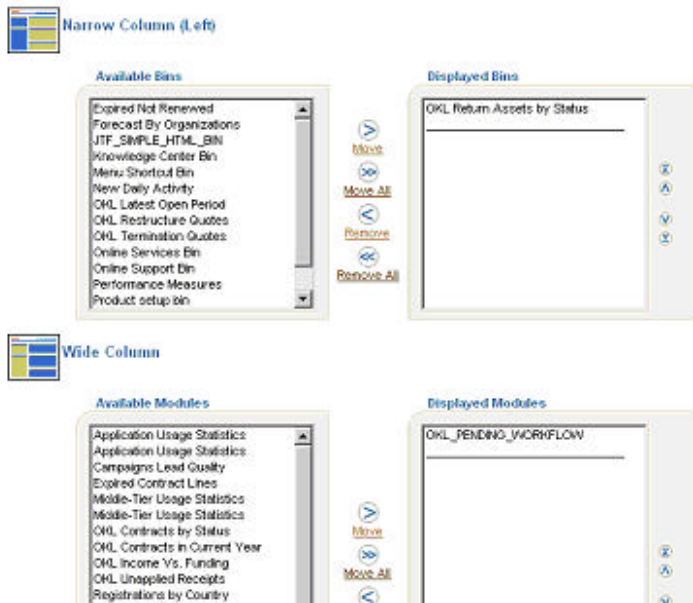 Narrow Column (Left)
Available Bins
Displayed Bins
Expired Not Renewed
Forecast By Organizations
JTF_SIMPLE_HTML_BIN
Knowledge Center Bin
Menu Shortcut Bin
New Daily Activity
OKL Latest Open Period
OKL Restructure Quotes
OKL Termination Quotes
Online Services Bin
Online Support Bin
Performance Measures
Product setup bin
Move
Move All
Remove
Remove All
OKL Return Assets by Status
Wide Column
Available Modules
Displayed Modules
Application Usage Statistics
Application Usage Statistics
Campaigns Lead Quality
Expired Contract Lines
Middle-Tier Usage Statistics
Middle-Tier Usage Statistics
OKL Contracts by Status
OKL Contracts in Current Year
OKL Income Vs. Funding
OKL Unapplied Receipts
Registrations by Country
Move
Move All
OKL_PENDING_WORKFLOW